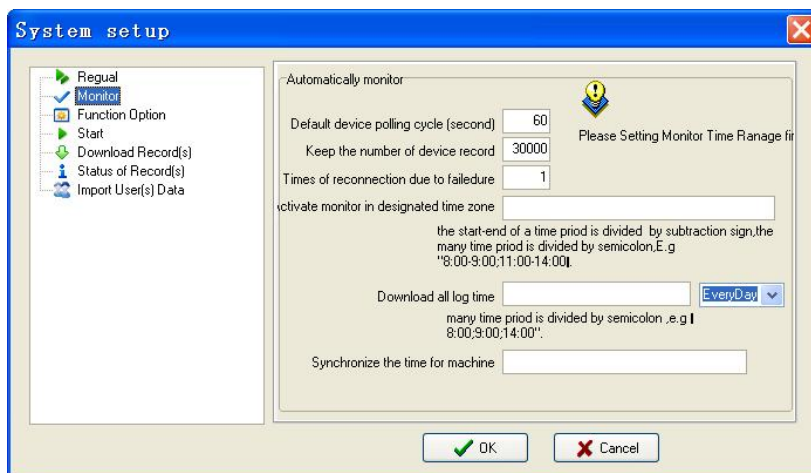 System setup
Regual
Monitor
Function Option
Start
Download Record(s)
Status of Record(s)
Import User(s) Data
Automatically monitor
Default device polling cycle (second) 60
Please Setting Monitor Time Ranage fir
Keep the number of device record 30000
Times of reconnection due to failedure 1
ctivate monitor in designated time zone
the start-end of a time priod is divided by subtraction sign,the
many time priod is divided by semicolon,E.g
"8:00-9:00;11:00-14:00.
Download all log time EveryDay
many time priod is divided by semicolon ,e.g
8:00;9:00;14:00".
Synchronize the time for machine
OK Cancel